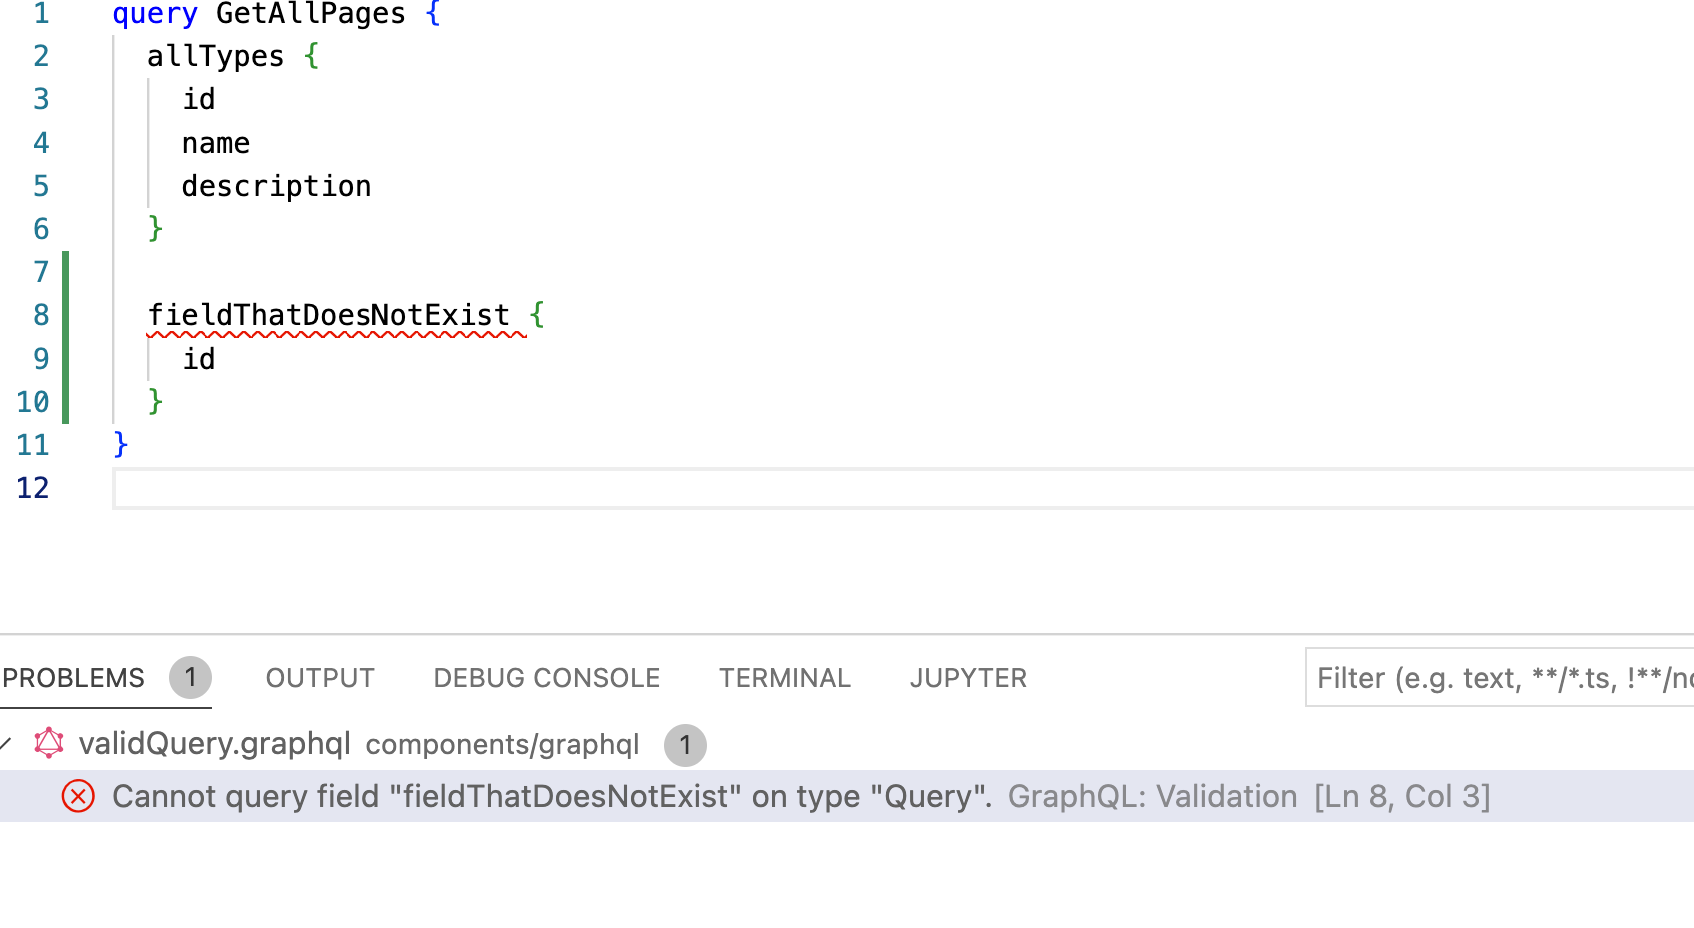 1 query GetAllPages {
2 allTypes {
3 id
4 name
5 description
6 }
7
8 fieldThatDoesNotExist {
9 id
10 }
11 }
12
PROBLEMS 1 OUTPUT DEBUG CONSOLE TERMINAL JUPYTER Filter (e.g. text, **/*.ts, !**/no
validQuery.graphql components/graphql 1
Cannot query field "fieldThatDoesNotExist" on type "Query". GraphQL: Validation [Ln 8, Col 3]